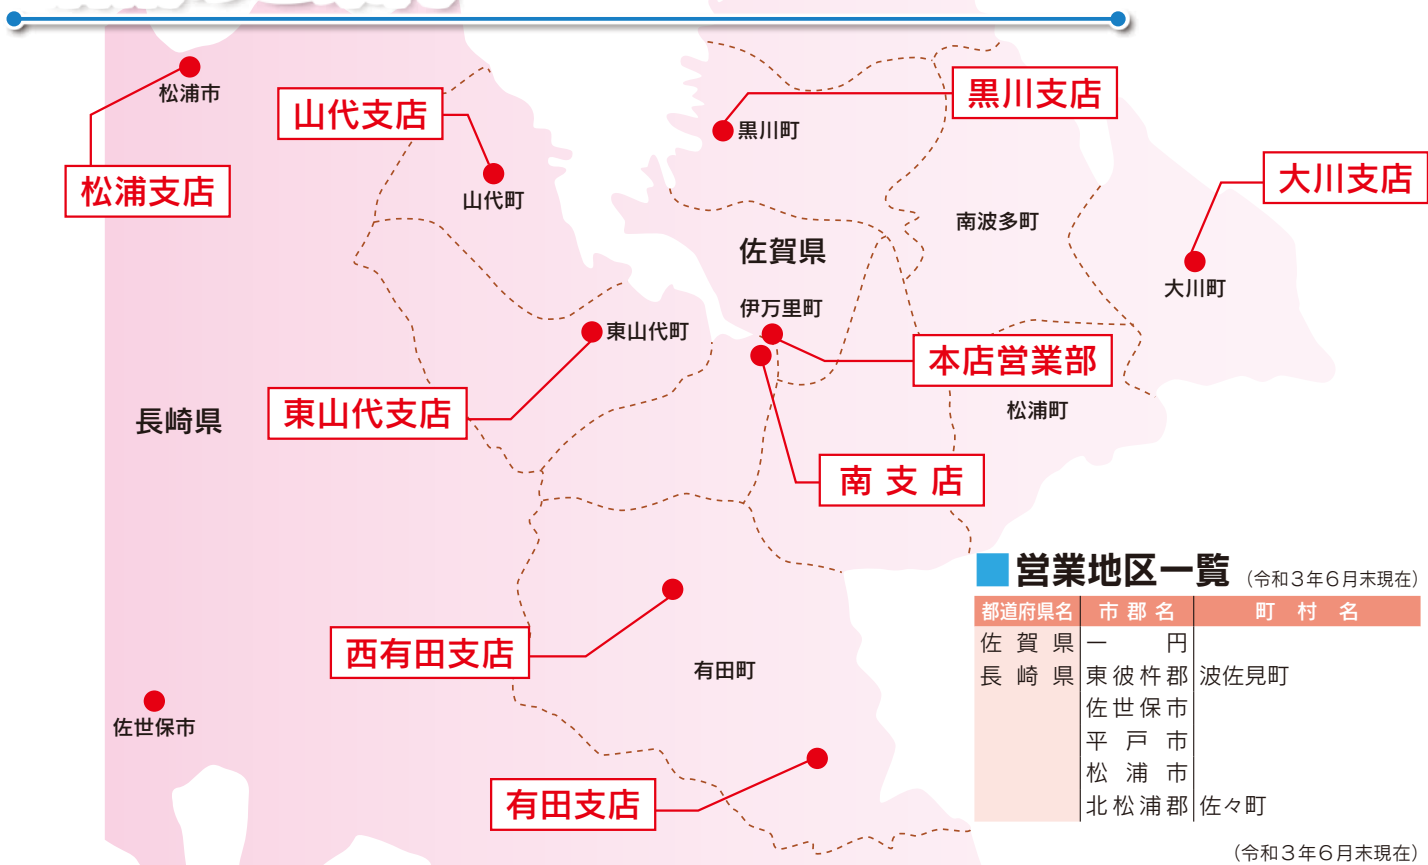 松浦市
松浦支店
山代支店
山代町
黒川支店
黒川町
大川支店
大川町
南波多町
佐賀県
伊万里町
本店営業部
東山代町
東山代支店
長崎県
松浦町
南支店
西有田支店
有田町
佐世保市
有田支店
営業地区一覧 (令和3年6月末現在)
都道府県名 市郡名 町村名
佐賀県 一円
長崎県 東彼杵郡 波佐見町
佐世保市
平戸市
松浦市
北松浦郡 佐々町
(令和3年6月末現在)